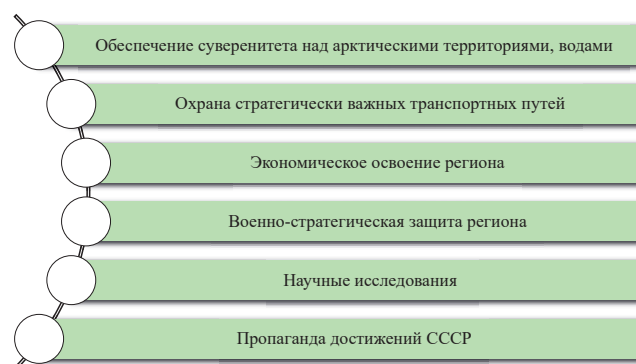 Обеспечение суверенитета над арктическими территориями, водами
Охрана стратегически важных транспортных путей
Экономическое освоение региона
Военно-стратегическая защита региона
Научные исследования
Пропаганда достижений СССР